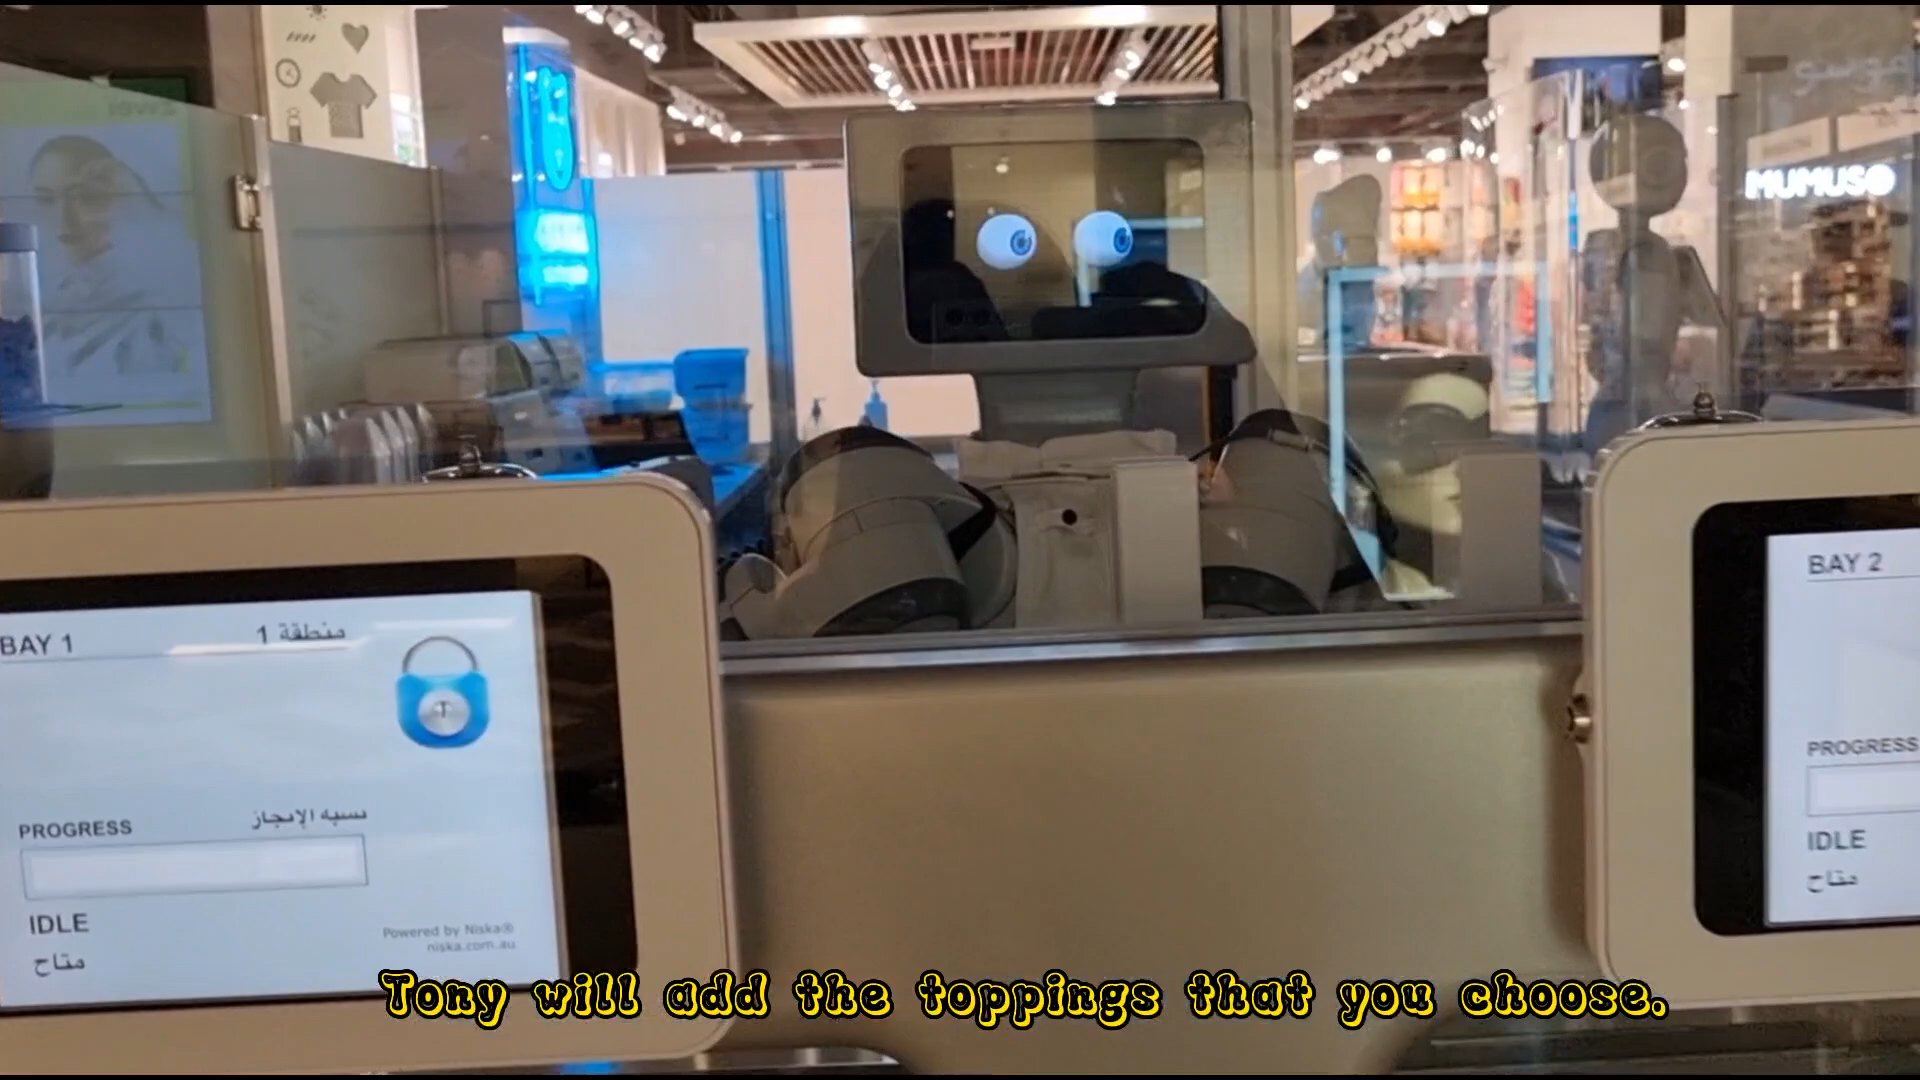 MUMUSO
BAY 1
منطقة 1
PROGRESS
نسبه الإنجاز
IDLE
متاح
Powered by Niska®
niska.com.au
BAY 2
PROGRESS
IDLE
متاح
Tony will add the toppings that you choose.